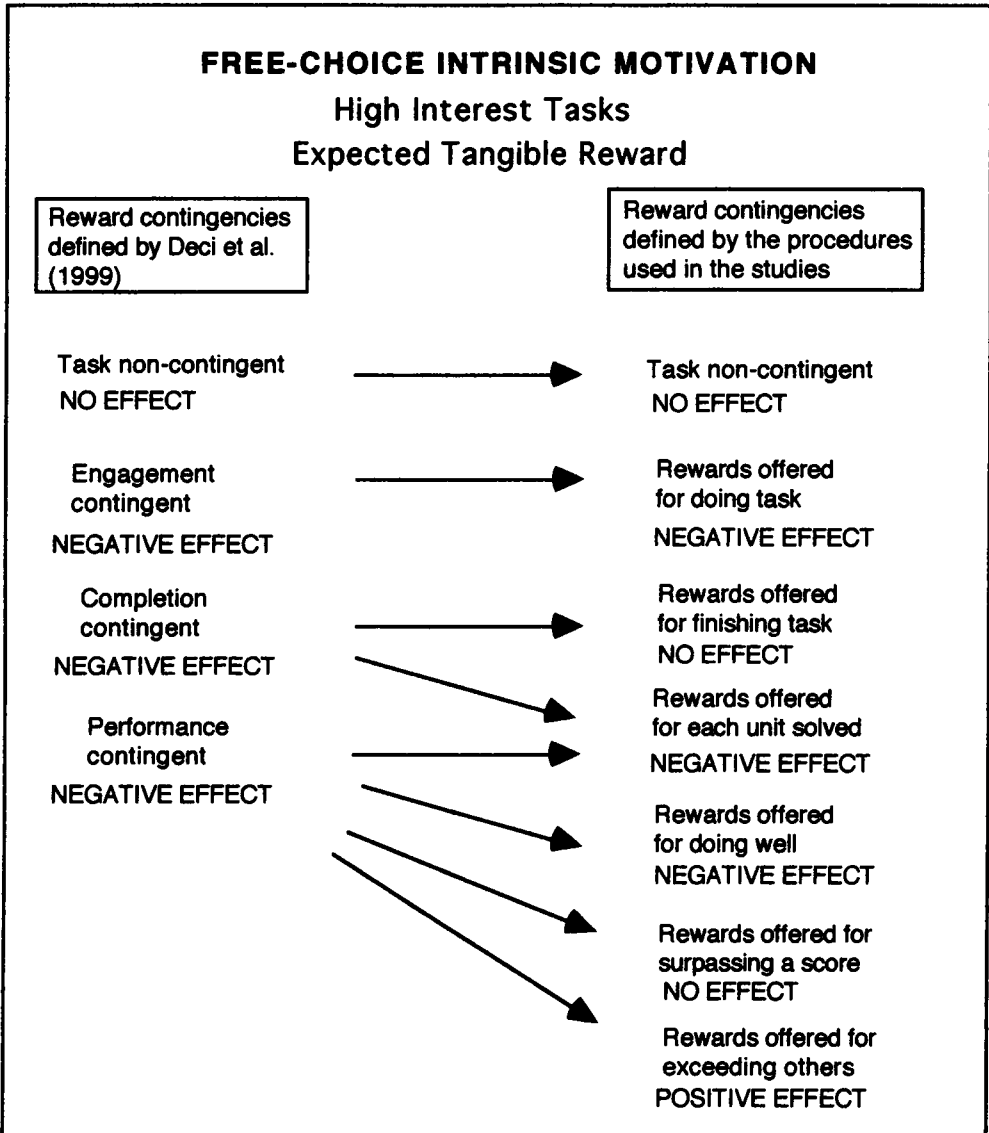 FREE-CHOICE INTRINSIC MOTIVATION
High Interest Tasks
Expected Tangible Reward
Reward contingencies
defined by Deci et al.
(1999)
Reward contingencies
defined by the procedures
used in the studies
Task non-contingent
NO EFFECT
Task non-contingent
NO EFFECT
Engagement
contingent
NEGATIVE EFFECT
Rewards offered
for doing task
NEGATIVE EFFECT
Completion
contingent
NEGATIVE EFFECT
Rewards offered
for finishing task
NO EFFECT
Rewards offered
for each unit solved
NEGATIVE EFFECT
Performance
contingent
NEGATIVE EFFECT
Rewards offered
for doing well
NEGATIVE EFFECT
Rewards offered for
surpassing a score
NO EFFECT
Rewards offered for
exceeding others
POSITIVE EFFECT